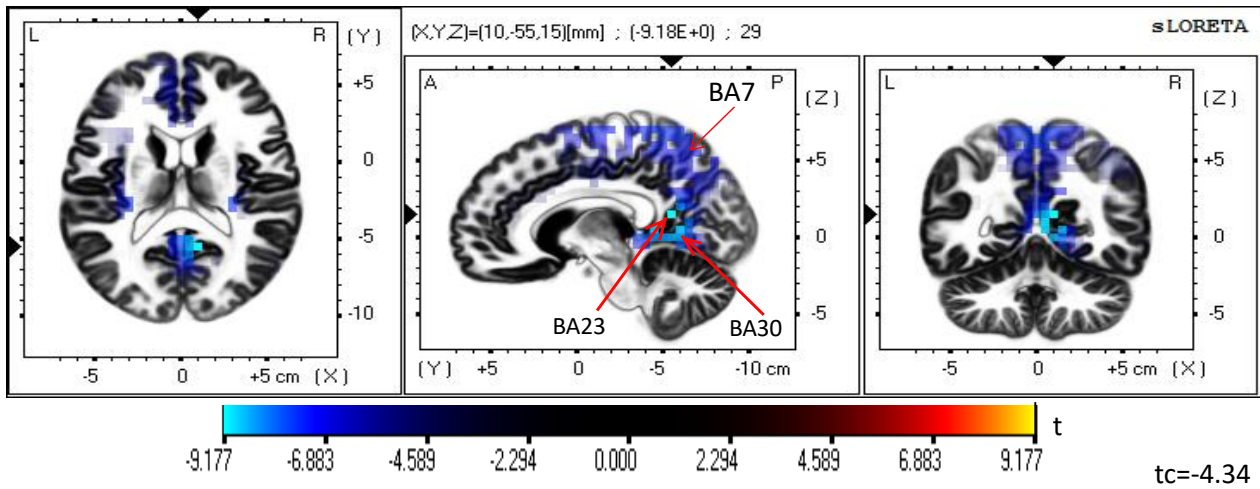 (X,Y,Z)=(10,-55,15)[mm] ; (-9.18E+0) ; 29
sLORETA
L R (Y)
+5
0
-5
-10
-5 0 +5 cm (X)
A P (Z)
BA7
+5
0
-5
BA23
BA30
(Y) +5 0 -5 -10 cm
L R (Z)
+5
0
-5
-5 0 +5 cm (X)
t
-9.177 -6.883 -4.589 -2.294 0.000 2.294 4.589 6.883 9.177
tc=-4.34